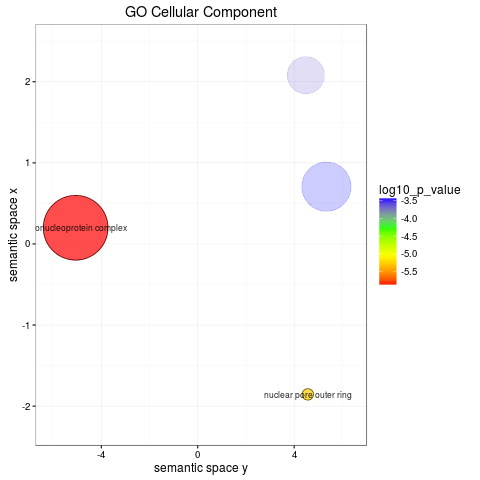 GO Cellular Component
2
1
0
-1
-2
semantic space x
onucleoprotein complex
nuclear pore outer ring
-4
0
4
semantic space y
log10_p_value
-3.5
-4.0
-4.5
-5.0
-5.5